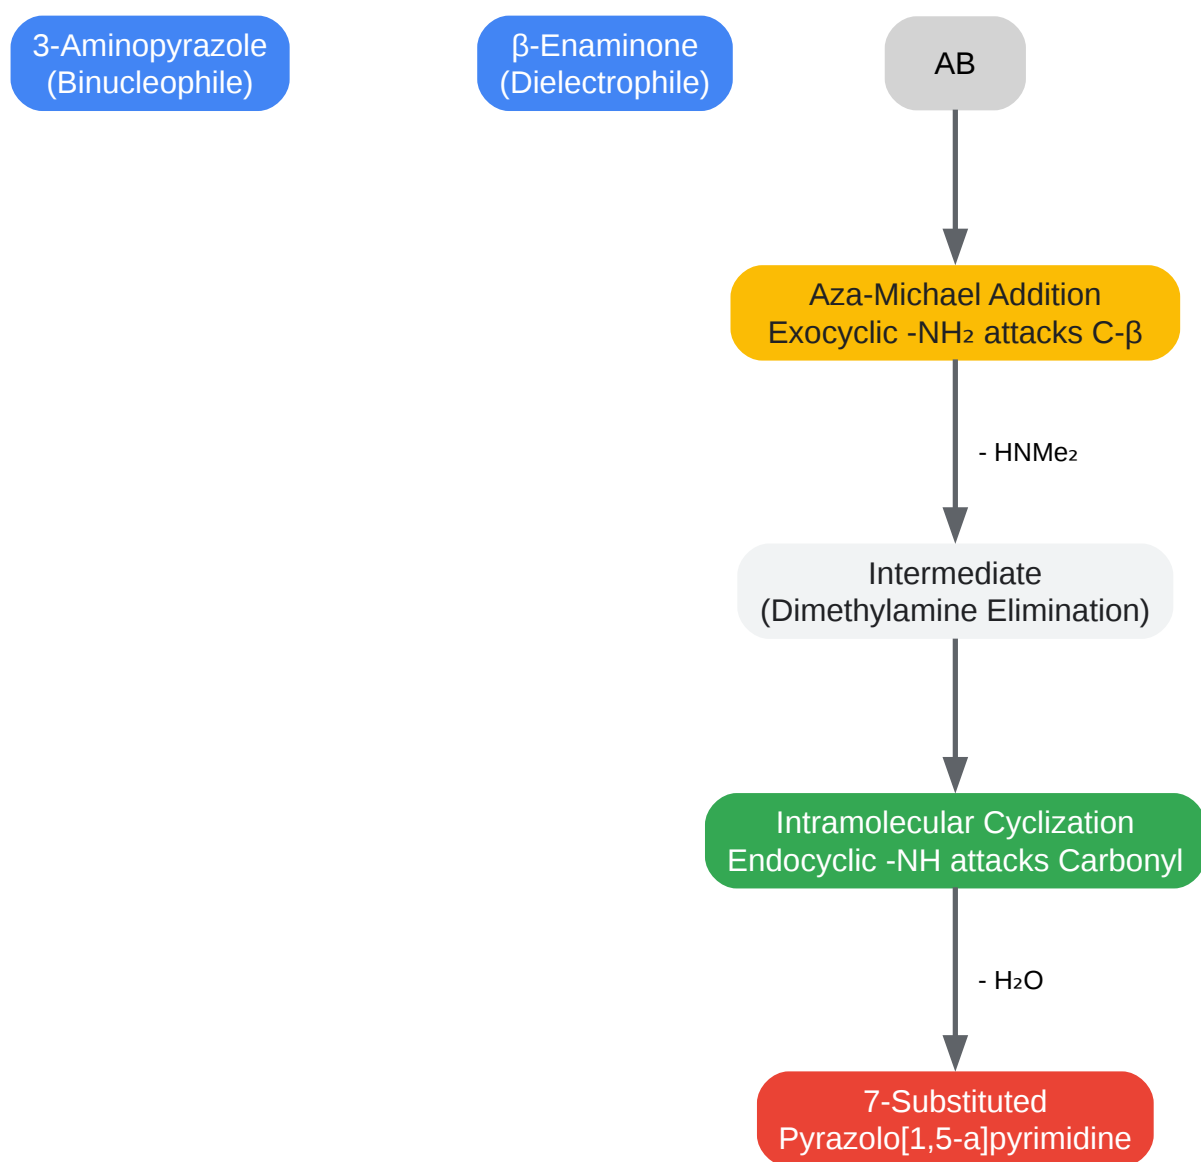 3-Aminopyrazole
(Binucleophile)
β-Enaminone
(Dielectrophile)
AB
Aza-Michael Addition
Exocyclic -NH₂ attacks C-β
- HNMe₂
Intermediate
(Dimethylamine Elimination)
Intramolecular Cyclization
Endocyclic -NH attacks Carbonyl
- H₂O
7-Substituted
Pyrazolo[1,5-a]pyrimidine